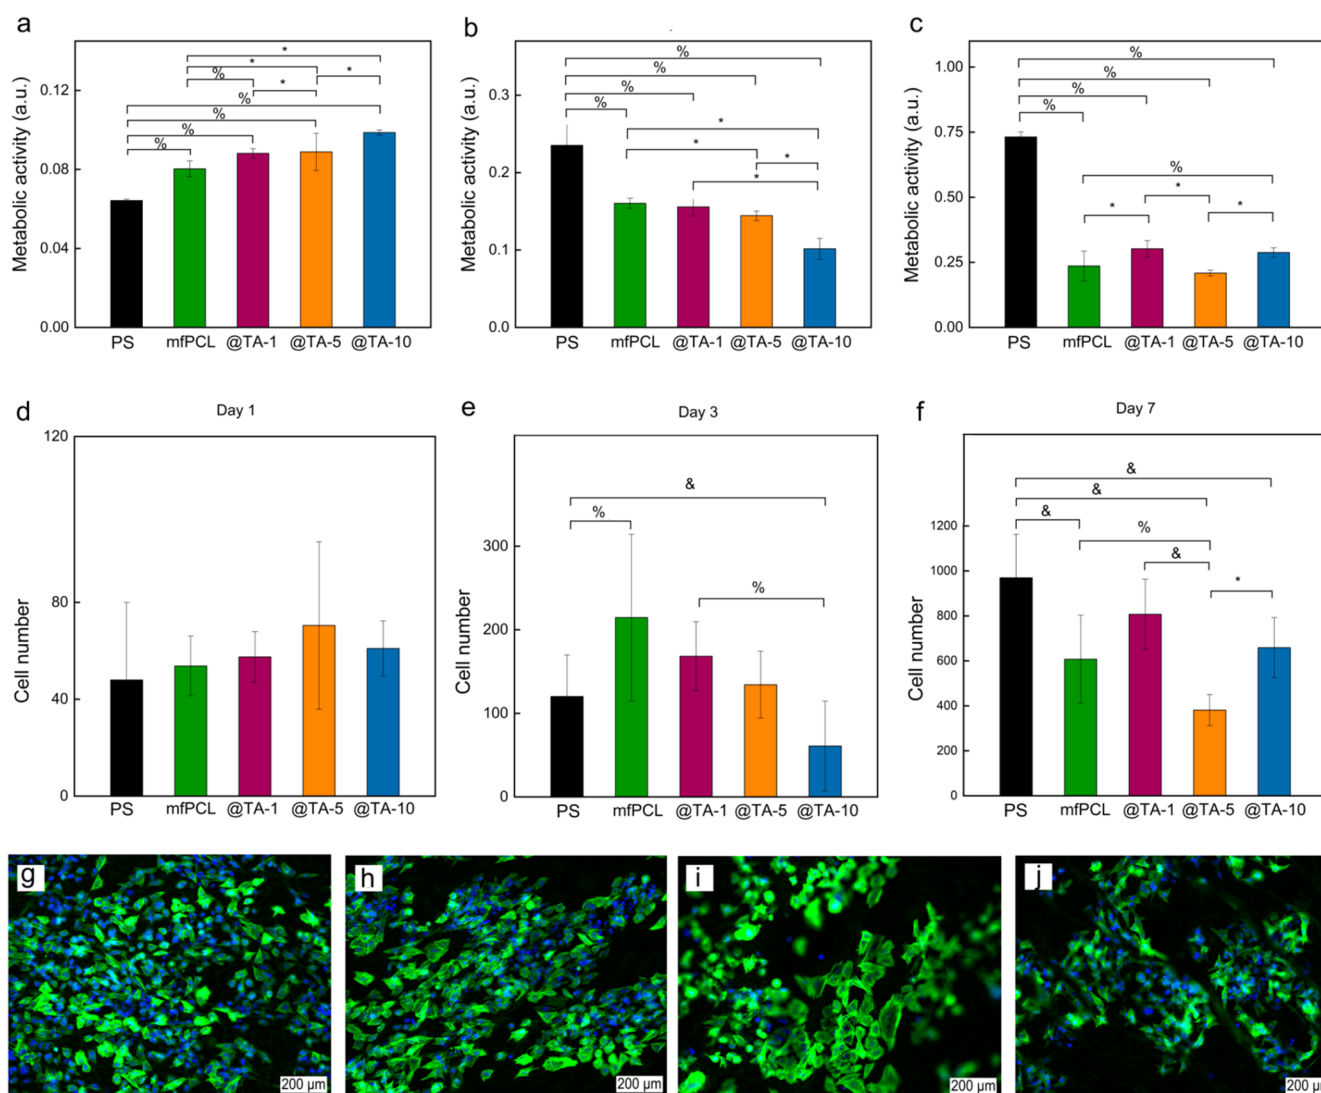 a
Metabolic activity (a.u.)
0.12
0.08
0.04
0.00
* * % * * % % % %
PS mfPCL @TA-1 @TA-5 @TA-10
b
Metabolic activity (a.u.)
0.3
0.2
0.1
0.0
% % % % * * * *
PS mfPCL @TA-1 @TA-5 @TA-10
c
Metabolic activity (a.u.)
1.00
0.75
0.50
0.25
0.00
% % % % * * *
PS mfPCL @TA-1 @TA-5 @TA-10
d
Day 1
Cell number
120
80
40
0
PS mfPCL @TA-1 @TA-5 @TA-10
e
Day 3
Cell number
300
200
100
0
& % %
PS mfPCL @TA-1 @TA-5 @TA-10
f
Day 7
Cell number
1200
1000
800
600
400
200
0
& & & % & *
PS mfPCL @TA-1 @TA-5 @TA-10
g
200 µm
h
200 µm
i
200 µm
j
200 µm